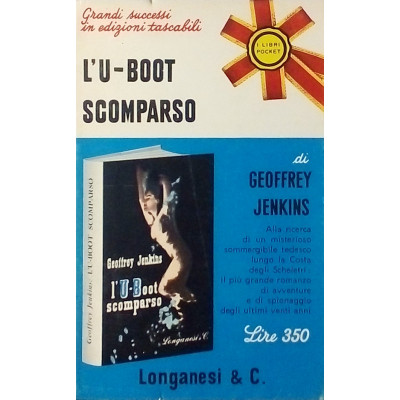 Grandi successi
in edizioni tascabili
I LIBRI
POCKET
L'U-BOOT
SCOMPARSO
di
GEOFFREY
JENKINS
Alla ricerca
di un misterioso
sommergibile tedesco
lungo la Costa
degli Scheletri:
il più grande romanzo
di avventure
e di spionaggio
degli ultimi venti anni
Lire 350
Geoffrey Jenkins: L'U-BOOT SCOMPARSO
Geoffrey Jenkins
l'U-Boot
scomparso
Longanesi & C.
Longanesi & C.